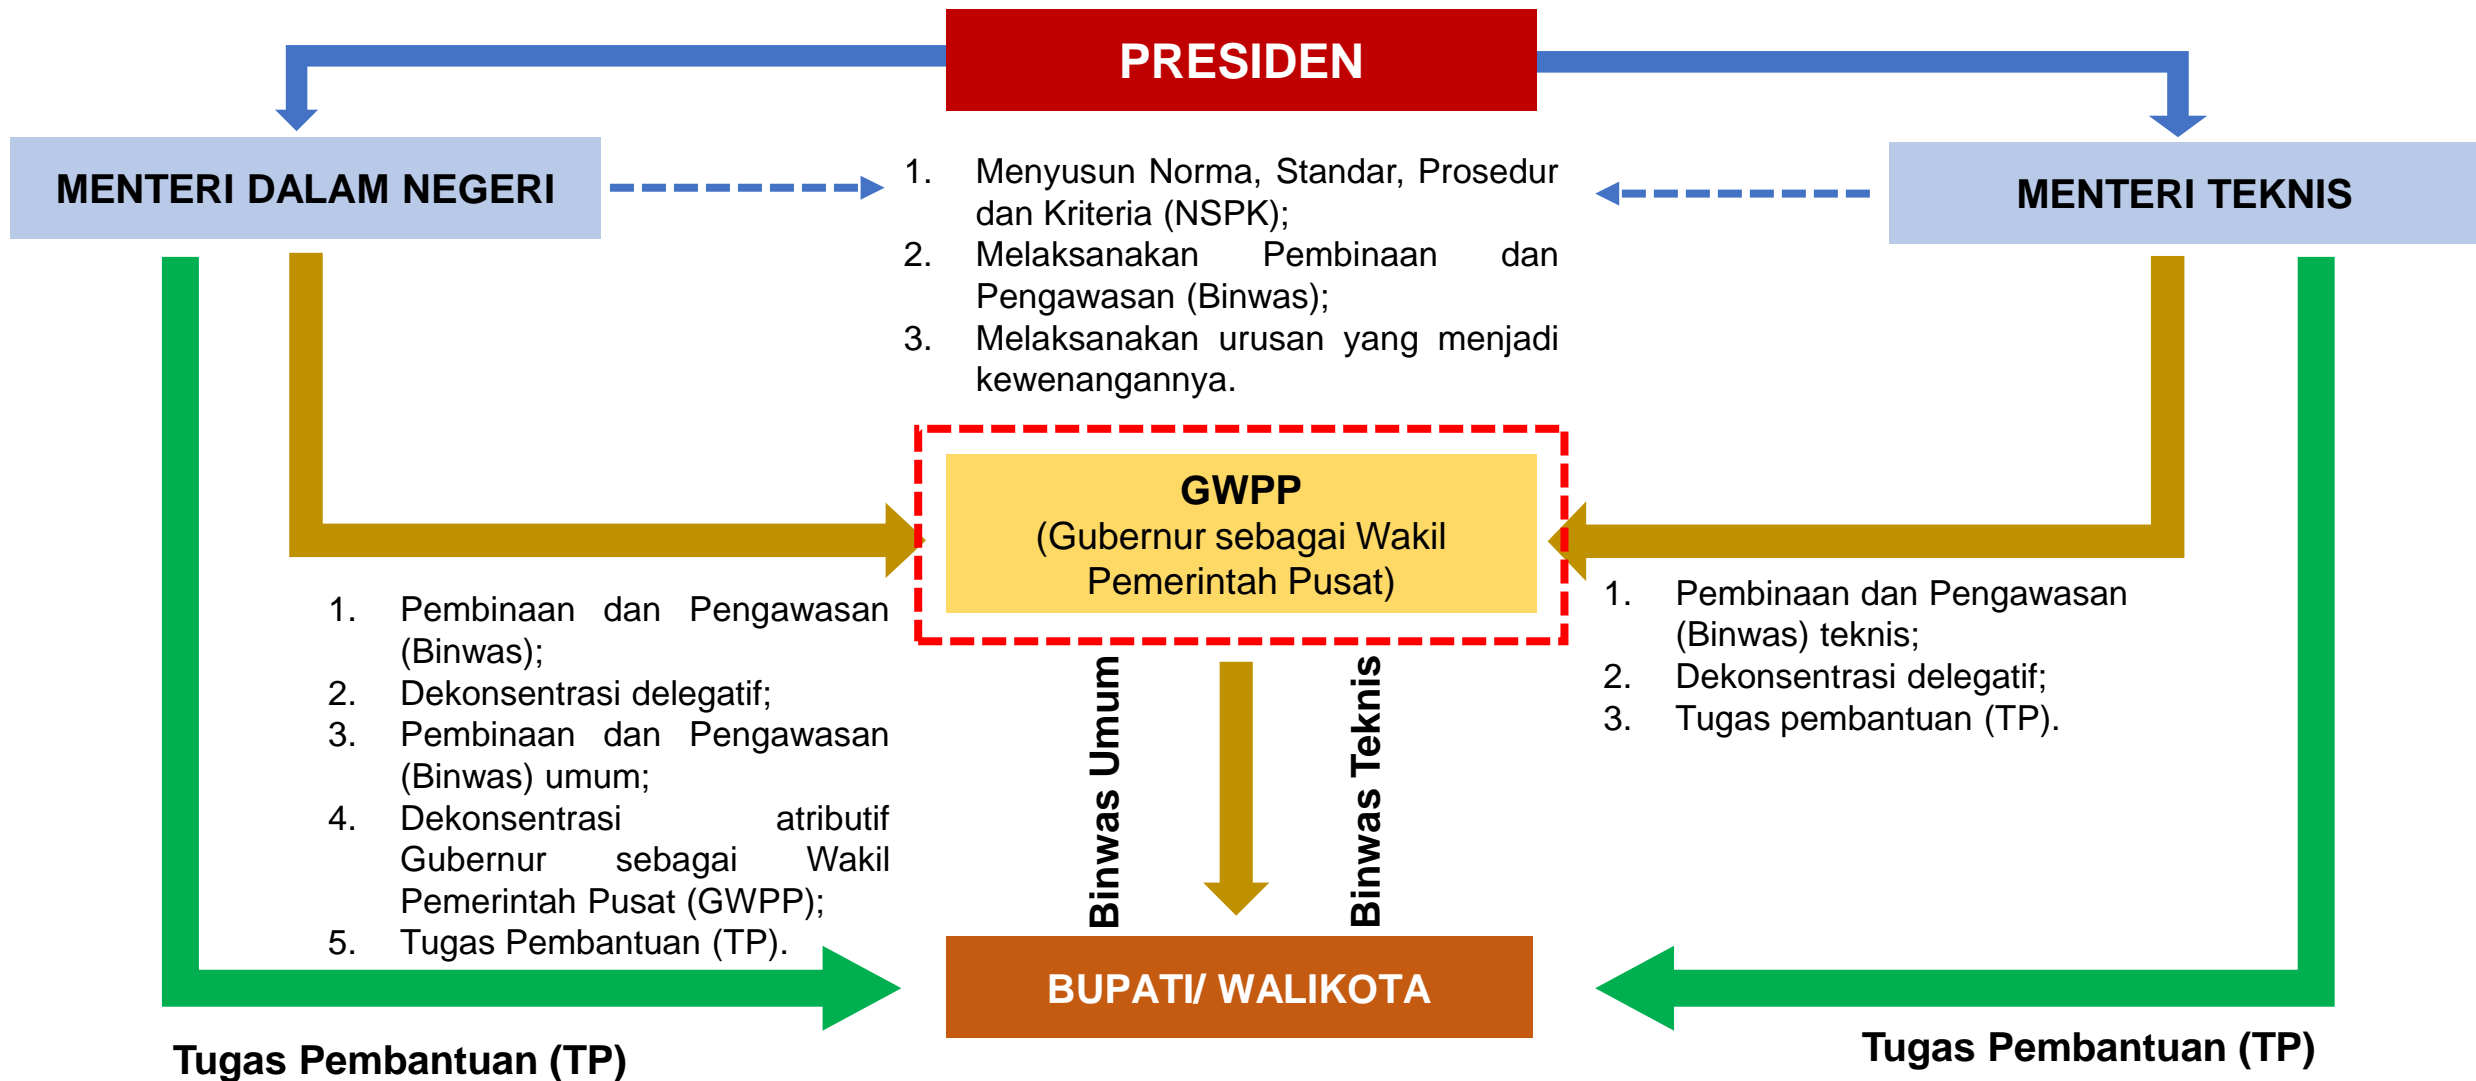 PRESIDEN
MENTERI DALAM NEGERI
1. Menyusun Norma, Standar, Prosedur
dan Kriteria (NSPK);
2. Melaksanakan Pembinaan dan
Pengawasan (Binwas);
3. Melaksanakan urusan yang menjadi
kewenangannya.
MENTERI TEKNIS
GWPP
(Gubernur sebagai Wakil
Pemerintah Pusat)
1. Pembinaan dan Pengawasan
(Binwas);
2. Dekonsentrasi delegatif;
3. Pembinaan dan Pengawasan
(Binwas) umum;
4. Dekonsentrasi atributif
Gubernur sebagai Wakil
Pemerintah Pusat (GWPP);
5. Tugas Pembantuan (TP).
Binwas Umum
Binwas Teknis
1. Pembinaan dan Pengawasan
(Binwas) teknis;
2. Dekonsentrasi delegatif;
3. Tugas pembantuan (TP).
BUPATI/ WALIKOTA
Tugas Pembantuan (TP)
Tugas Pembantuan (TP)